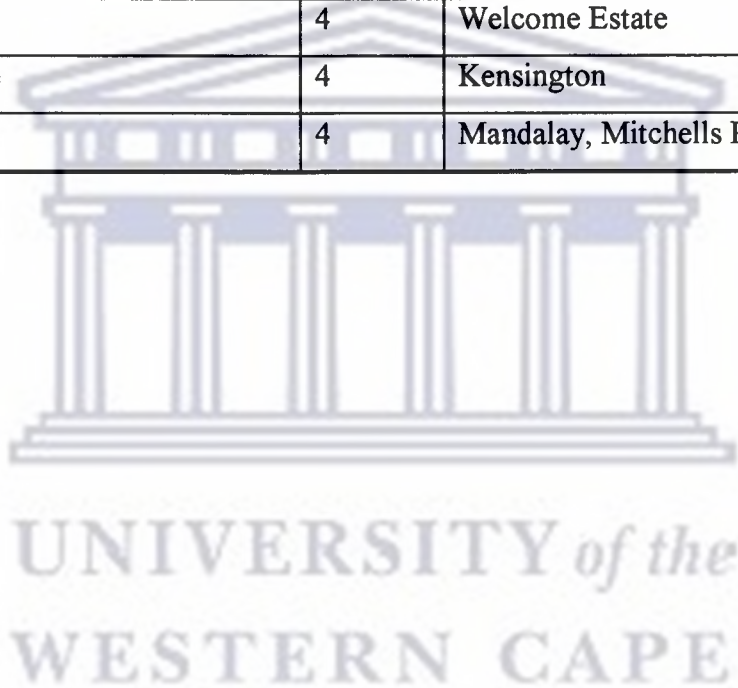 4 Welcome Estate
4 Kensington
4 Mandalay, Mitchells
UNIVERSITY of the
WESTERN CAPE